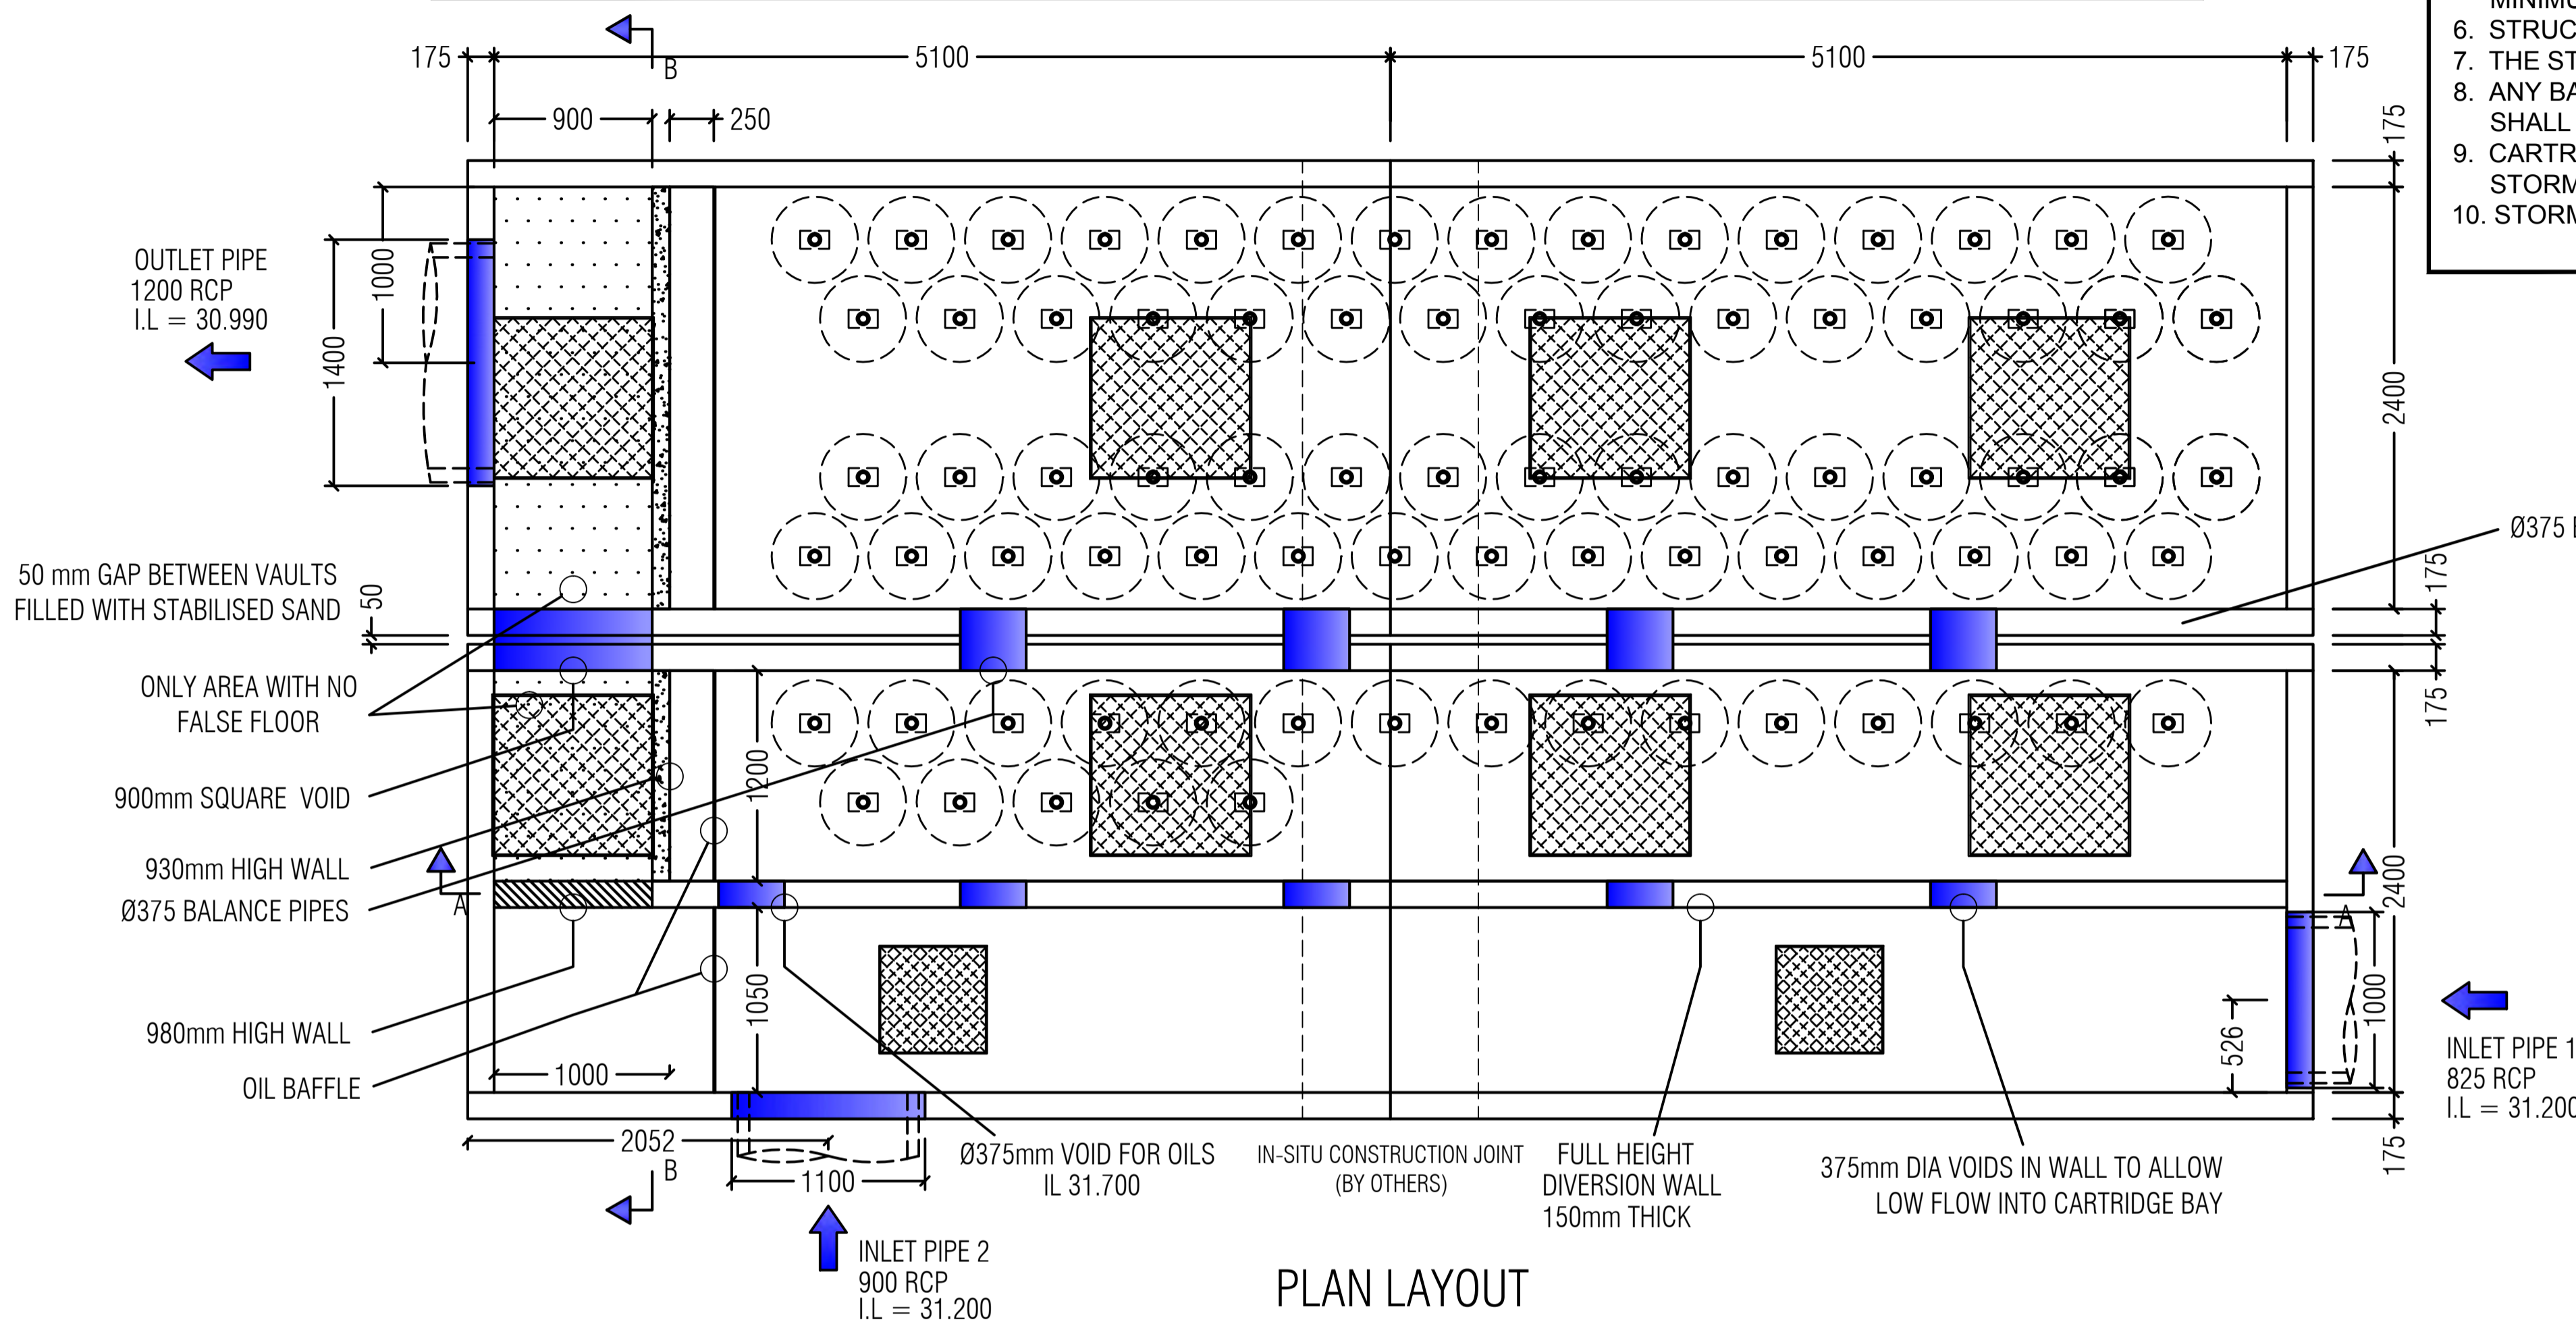 175
5100
5100
175
B
900
250
6. STRUC
7. THE ST
8. ANY BA
SHALL
9. CARTR
STORM
10. STORM
175
OUTLET PIPE
1200 RCP
I.L = 30.990
1000
1400
2400
Ø375
50 mm GAP BETWEEN VAULTS
FILLED WITH STABILISED SAND
50
175
ONLY AREA WITH NO
FALSE FLOOR
175
900mm SQUARE VOID
1200
930mm HIGH WALL
Ø375 BALANCE PIPES
A
A
2400
980mm HIGH WALL
1050
1000
526
OIL BAFFLE
1000
INLET PIPE 1
825 RCP
I.L = 31.200
2052
B
1100
175
Ø375mm VOID FOR OILS
IL 31.700
IN-SITU CONSTRUCTION JOINT
(BY OTHERS)
FULL HEIGHT
DIVERSION WALL
150mm THICK
375mm DIA VOIDS IN WALL TO ALLOW
LOW FLOW INTO CARTRIDGE BAY
INLET PIPE 2
900 RCP
I.L = 31.200
PLAN LAYOUT